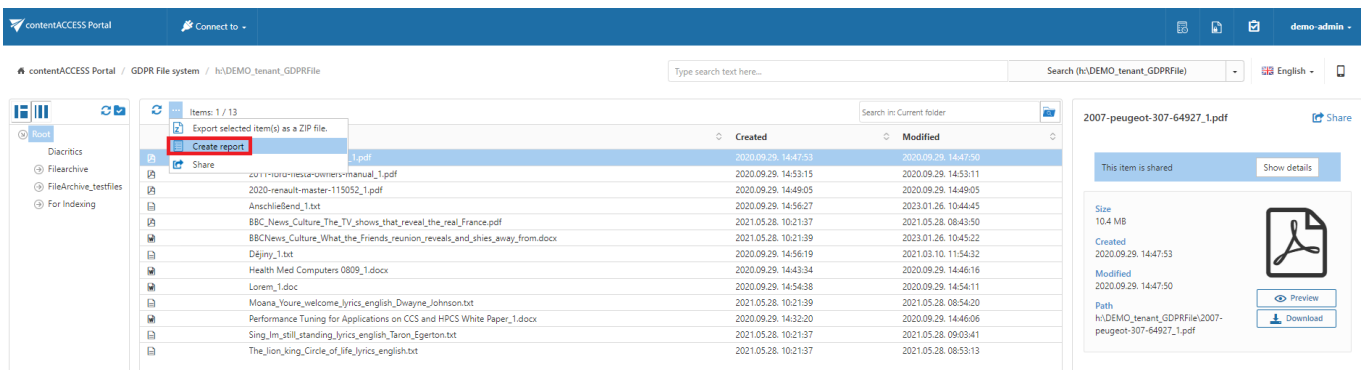 contentACCESS Portal Connect to demo-admin
contentACCESS Portal / GDPR File system / h:\DEMO_tenant_GDPRFile Type search text here... Search (h:\DEMO_tenant_GDPRFile) English
Items: 1 / 13 Search in: Current folder
Root
Diacritics
Filearchive
FileArchive_testfiles
For Indexing
Export selected item(s) as a ZIP file.
Create report
Share
Created Modified
_1.pdf 2020.09.29. 14:47:53 2020.09.29. 14:47:50
2011-ford-fiesta-owners-manual_1.pdf 2020.09.29. 14:53:15 2020.09.29. 14:53:11
2020-renault-master-115052_1.pdf 2020.09.29. 14:49:05 2020.09.29. 14:49:05
Anschließend_1.txt 2020.09.29. 14:56:27 2023.01.26. 10:44:45
BBC_News_Culture_The_TV_shows_that_reveal_the_real_France.pdf 2021.05.28. 10:21:37 2021.05.28. 08:43:50
BBCNews_Culture_What_the_Friends_reunion_reveals_and_shies_away_from.docx 2021.05.28. 10:21:39 2023.01.26. 10:45:22
Dějiny_1.txt 2020.09.29. 14:56:19 2021.03.10. 11:54:32
Health Med Computers 0809_1.docx 2020.09.29. 14:43:34 2020.09.29. 14:46:16
Lorem_1.doc 2020.09.29. 14:54:38 2020.09.29. 14:54:11
Moana_Youre_welcome_lyrics_english_Dwayne_Johnson.txt 2021.05.28. 10:21:39 2021.05.28. 08:54:20
Performance Tuning for Applications on CCS and HPCS White Paper_1.docx 2020.09.29. 14:32:20 2020.09.29. 14:46:06
Sing_Im_still_standing_lyrics_english_Taron_Egerton.txt 2021.05.28. 10:21:37 2021.05.28. 09:03:41
The_lion_king_Circle_of_life_lyrics_english.txt 2021.05.28. 10:21:37 2021.05.28. 08:53:13
2007-peugeot-307-64927_1.pdf Share
This item is shared Show details
Size
10.4 MB
Created
2020.09.29. 14:47:53
Modified
2020.09.29. 14:47:50
Path
h:\DEMO_tenant_GDPRFile\2007-
peugeot-307-64927_1.pdf
Preview
Download